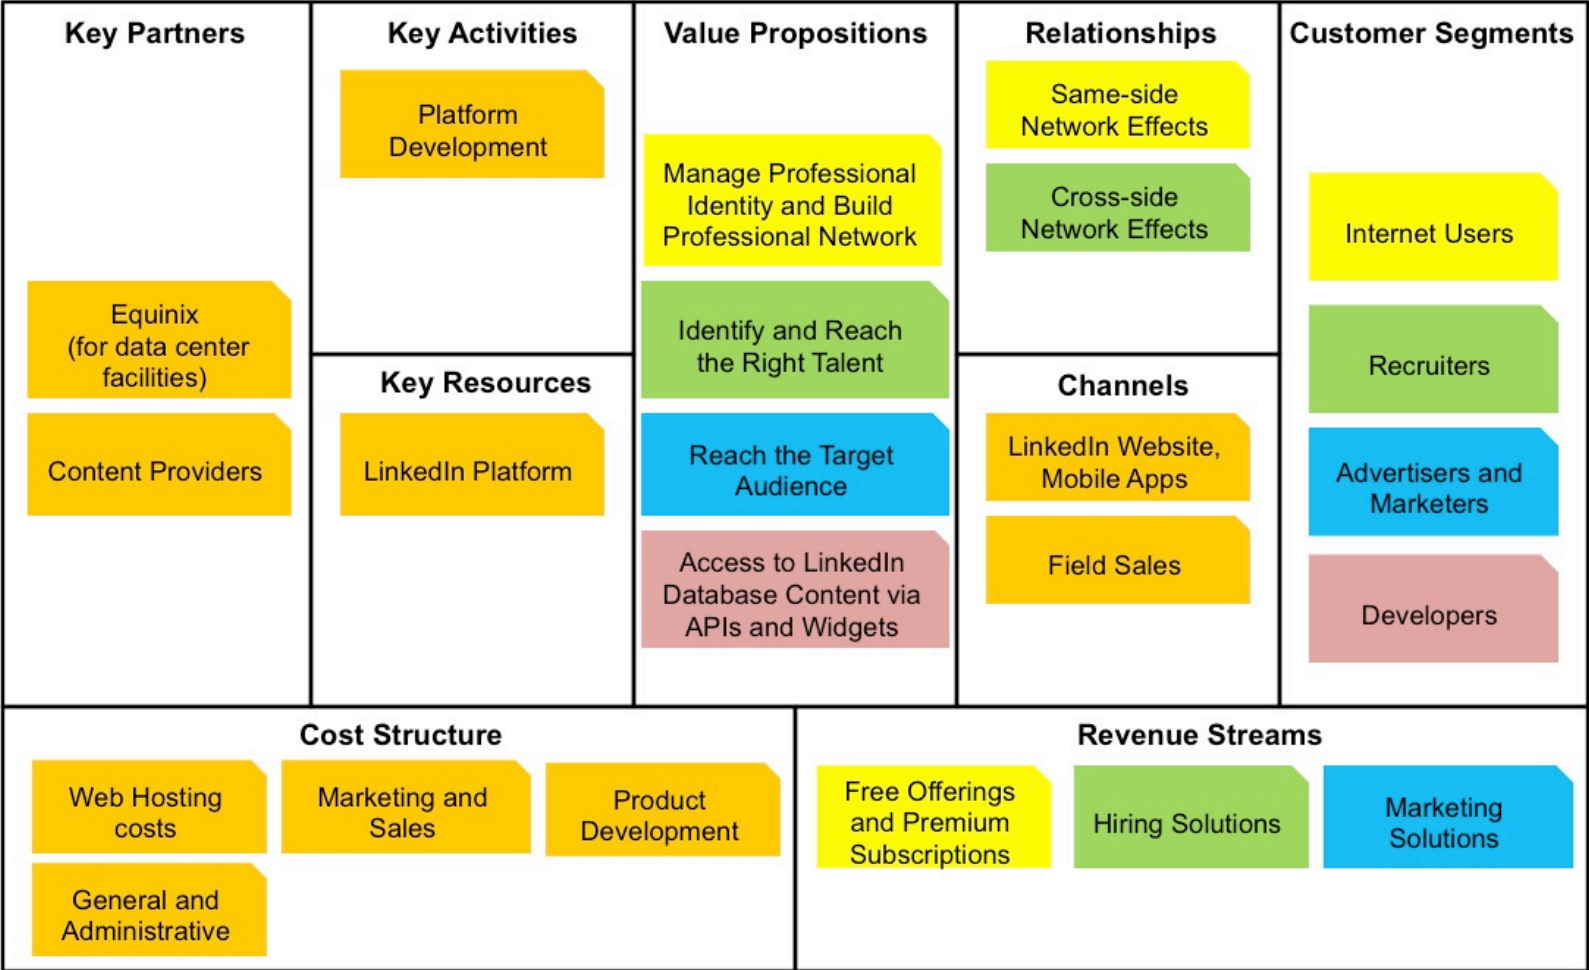 Key Partners
Equinix
(for data center
facilities)
Content Providers
Key Activities
Platform
Development
Key Resources
LinkedIn Platform
Value Propositions
Manage Professional
Identity and Build
Professional Network
Identify and Reach
the Right Talent
Reach the Target
Audience
Access to LinkedIn
Database Content via
APIs and Widgets
Relationships
Same-side
Network Effects
Cross-side
Network Effects
Channels
LinkedIn Website,
Mobile Apps
Field Sales
Customer Segments
Internet Users
Recruiters
Advertisers and
Marketers
Developers
Cost Structure
Web Hosting
costs
Marketing and
Sales
Product
Development
General and
Administrative
Revenue Streams
Free Offerings
and Premium
Subscriptions
Hiring Solutions
Marketing
Solutions